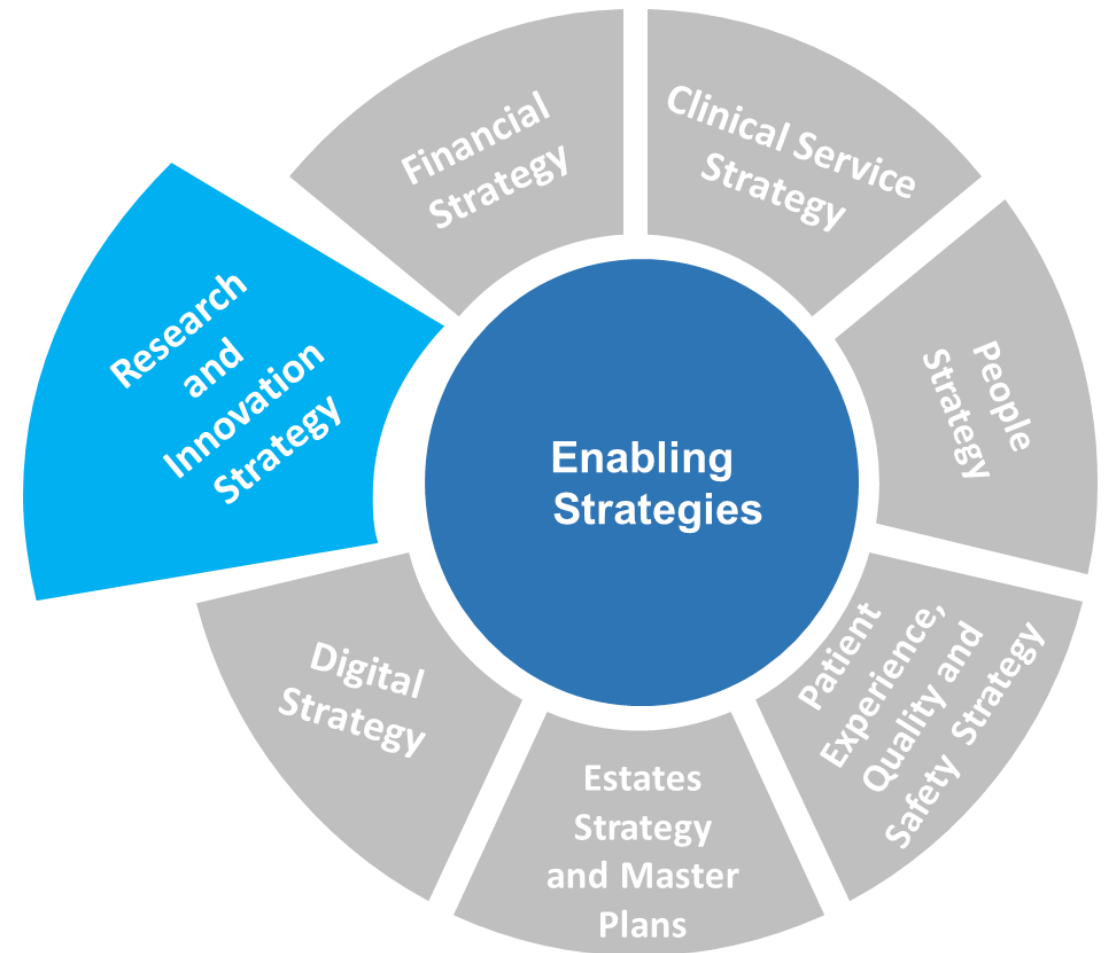 Financial
Strategy
Clinical Service
Strategy
People
Strategy
Patient
Experience,
Quality and
Safety Strategy
Estates
Strategy
and Master
Plans
Digital
Strategy
Research
and
Innovation
Strategy
Enabling
Strategies